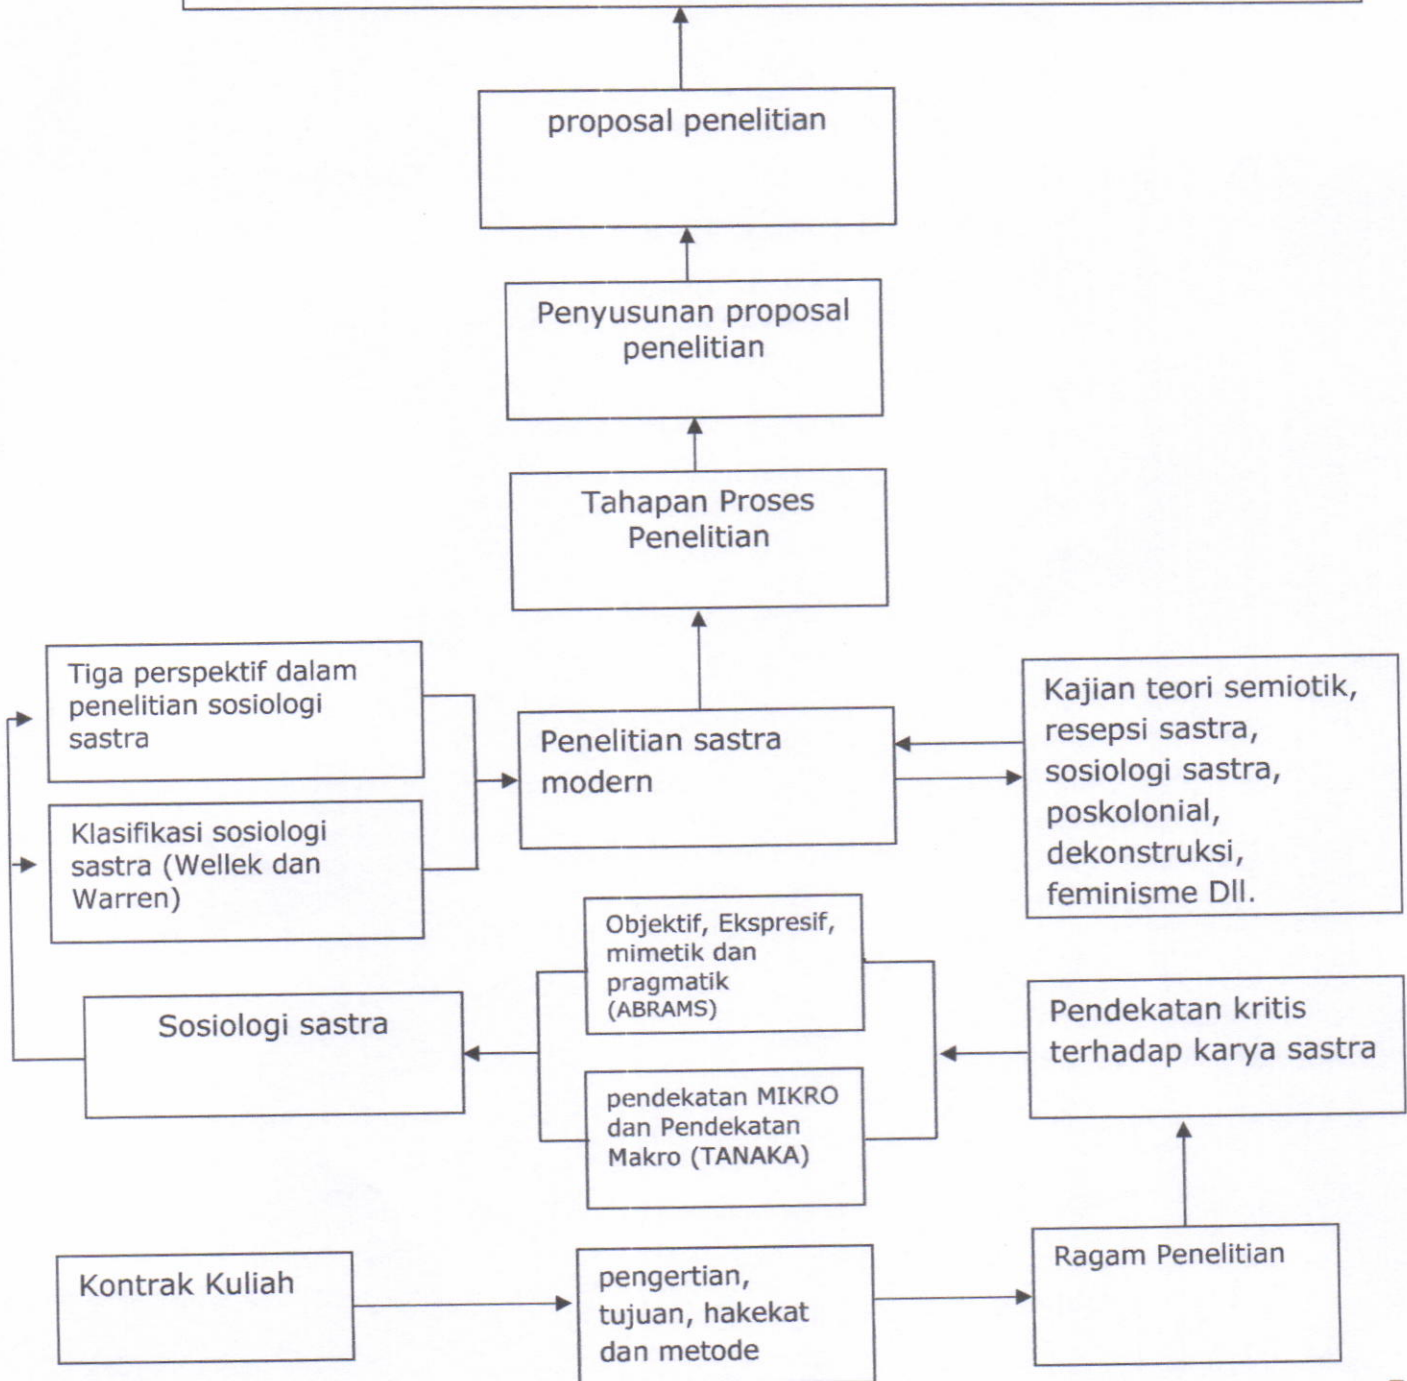 proposal penelitian
Penyusunan proposal
penelitian
Tahapan Proses
Penelitian
Tiga perspektif dalam
penelitian sosiologi
sastra
Klasifikasi sosiologi
sastra (Wellek dan
Warren)
Penelitian sastra
modern
Kajian teori semiotik,
resepsi sastra,
sosiologi sastra,
poskolonial,
dekonstruksi,
feminisme Dll.
Objektif, Ekspresif,
mimetik dan
pragmatik
(ABRAMS)
pendekatan MIKRO
dan Pendekatan
Makro (TANAKA)
Sosiologi sastra
Pendekatan kritis
terhadap karya sastra
Kontrak Kuliah
pengertian,
tujuan, hakekat
dan metode
Ragam Penelitian